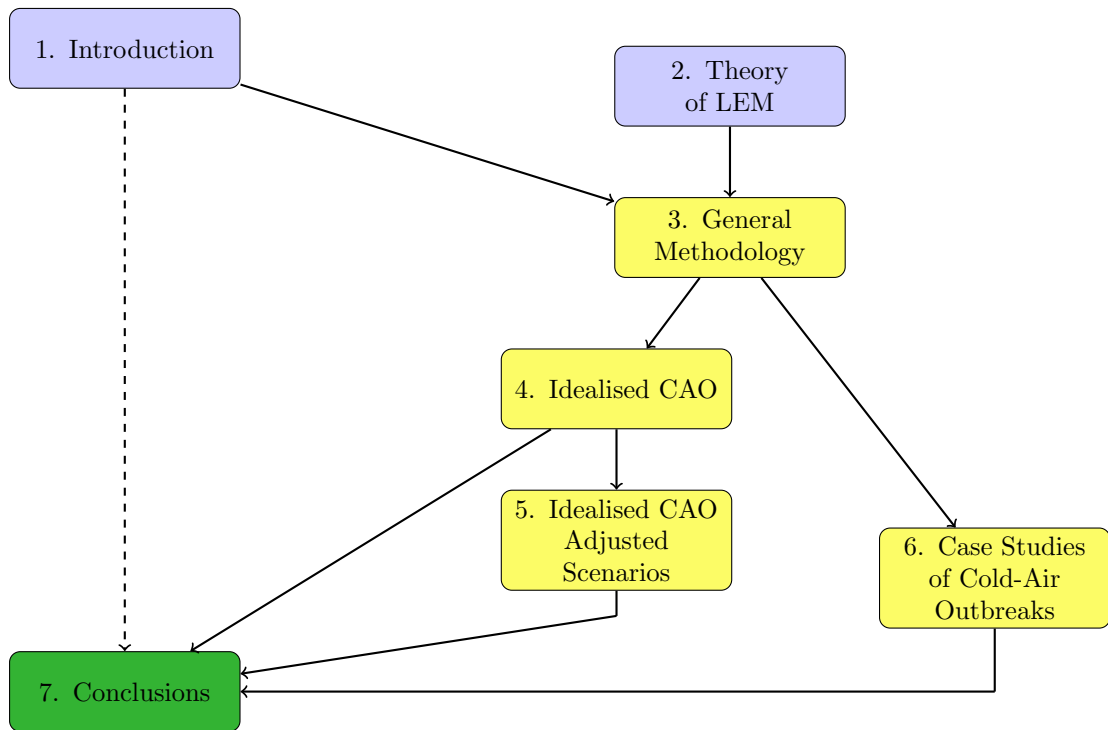 1. Introduction
2. Theory
of LEM
3. General
Methodology
4. Idealised CAO
5. Idealised CAO
Adjusted
Scenarios
6. Case Studies
of Cold-Air
Outbreaks
7. Conclusions